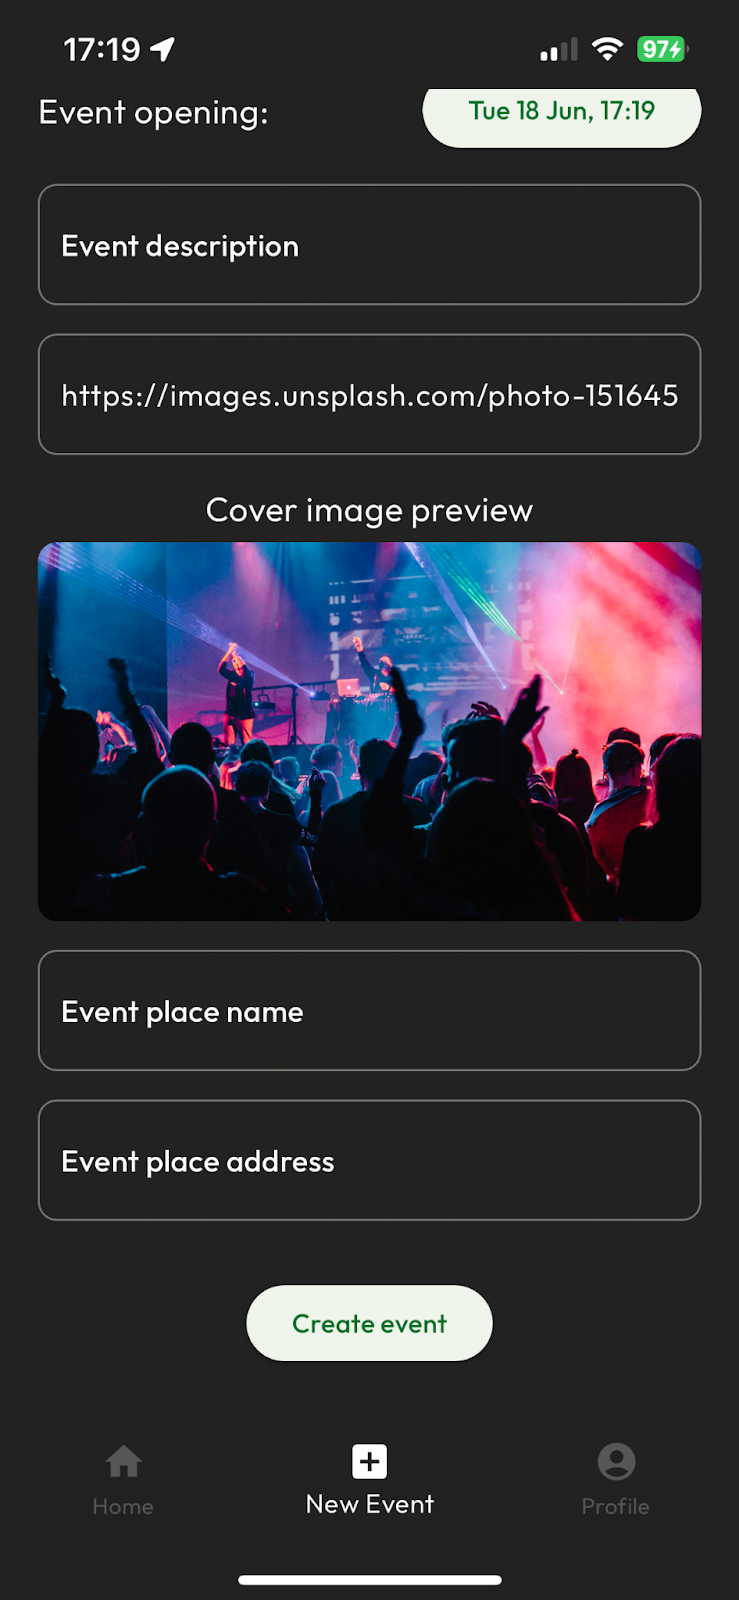 17:19
97
Event opening:
Tue 18 Jun, 17:19
Event description
https://images.unsplash.com/photo-151645
Cover image preview
Event place name
Event place address
Create event
Home
New Event
Profile